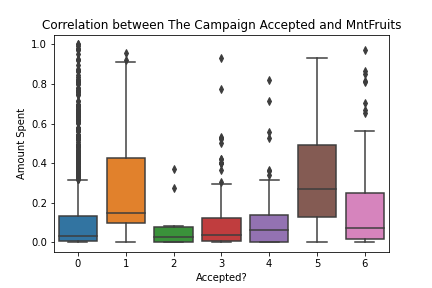 Correlation between The Campaign Accepted and MntFruits
Amount Spent
1.0
0.8
0.6
0.4
0.2
0.0
0 1 2 3 4 5 6
Accepted?